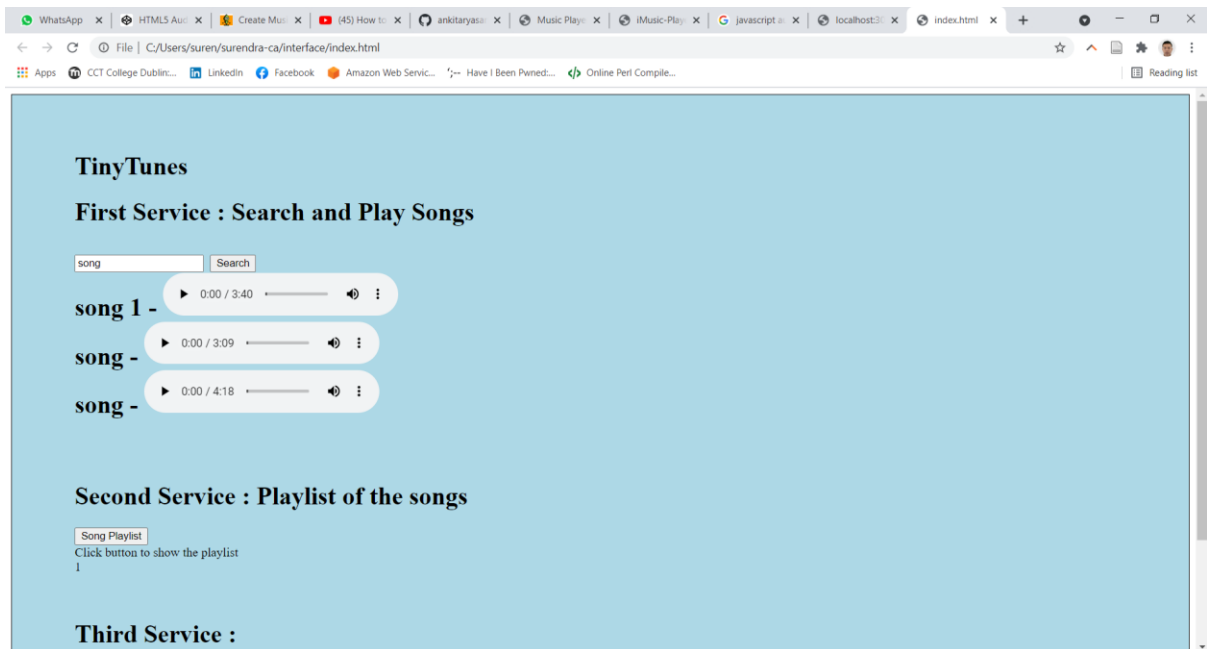 WhatsApp HTML5 Aud Create Musi (45) How to ankitaryasa Music Playe iMusic-Play javascript au localhost:30 index.html
File | C:/Users/suren/surendra-ca/interface/index.html
Apps CCT College Dublin:... LinkedIn Facebook Amazon Web Servic... ';-- Have I Been Pwned:... Online Perl Compile... Reading list
TinyTunes
First Service : Search and Play Songs
song Search
song 1 - 0:00 / 3:40
song - 0:00 / 3:09
song - 0:00 / 4:18
Second Service : Playlist of the songs
Song Playlist
Click button to show the playlist
1
Third Service :